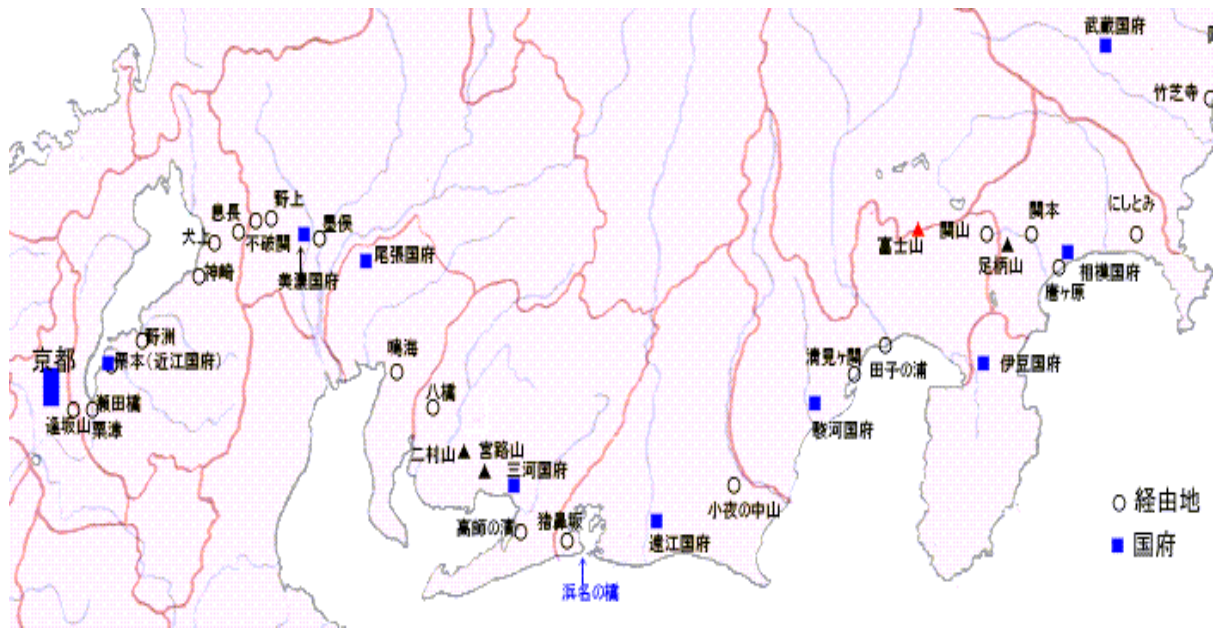 武蔵国府
竹芝寺
野上
息長
墨俣
関本
にしとみ
犬上
不破関
尾張国府
富士山
関山
足柄山
神崎
美濃国府
相模国府
唐ヶ原
野洲
京都
栗本(近江国府)
鳴海
清見ヶ関
田子の浦
伊豆国府
八橋
瀬田橋
逢坂山
粟津
駿河国府
二村山
宮路山
三河国府
小夜の中山
経由地
高師の濱
猪鼻坂
遠江国府
国府
浜名の橋